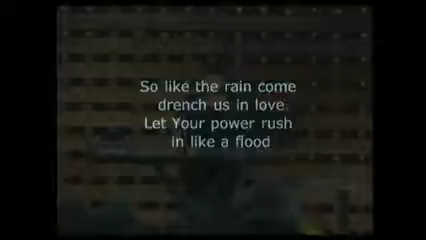 So like the rain come
drench us in love
Let Your power rush
in like a flood